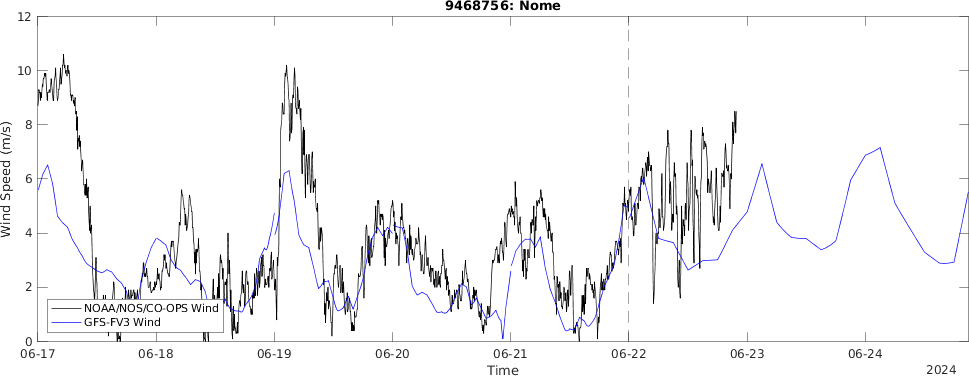 9468756: Nome
12
10
8
6
4
2
0
Wind Speed (m/s)
NOAA/NOS/CO-OPS Wind
GFS-FV3 Wind
06-17 06-18 06-19 06-20 06-21 06-22 06-23 06-24
Time
2024